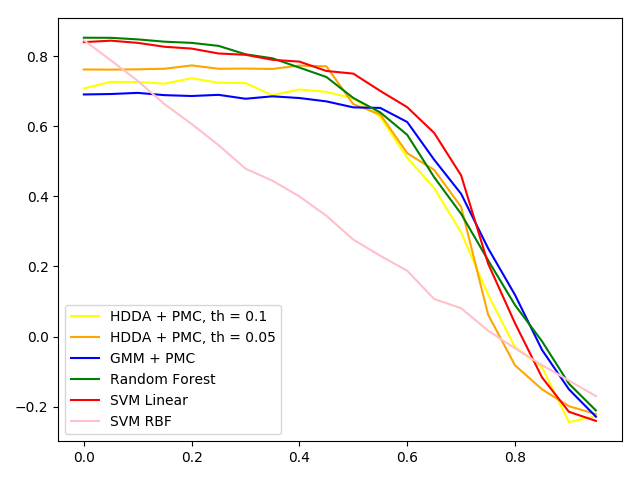 0.8
0.6
0.4
0.2
0.0
−0.2
HDDA + PMC, th = 0.1
HDDA + PMC, th = 0.05
GMM + PMC
Random Forest
SVM Linear
SVM RBF
0.0 0.2 0.4 0.6 0.8